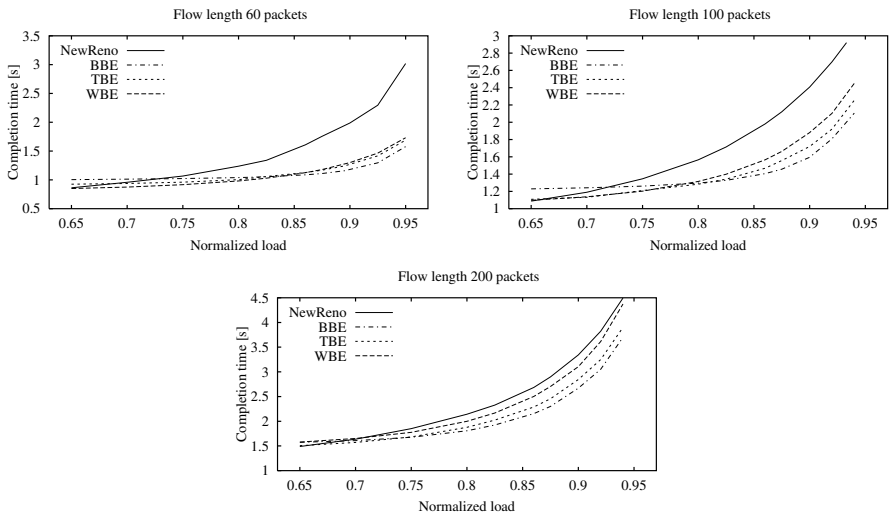 Flow length 60 packets
Completion time [s]
3.5
3
2.5
2
1.5
1
0.5
NewReno
BBE
TBE
WBE
0.65 0.7 0.75 0.8 0.85 0.9 0.95
Normalized load
Flow length 100 packets
Completion time [s]
3
2.8
2.6
2.4
2.2
2
1.8
1.6
1.4
1.2
1
NewReno
BBE
TBE
WBE
0.65 0.7 0.75 0.8 0.85 0.9 0.95
Normalized load
Flow length 200 packets
Completion time [s]
4.5
4
3.5
3
2.5
2
1.5
1
NewReno
BBE
TBE
WBE
0.65 0.7 0.75 0.8 0.85 0.9 0.95
Normalized load